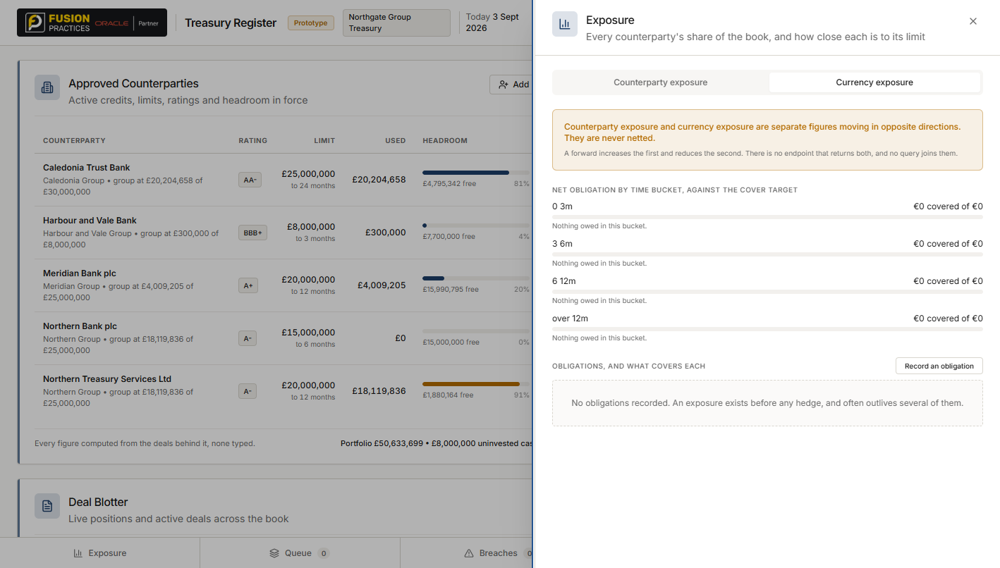 FUSION
PRACTICES
ORACLE
Partner
Treasury Register
Prototype
Northgate Group
Treasury
Today 3 Sept
2026
Approved Counterparties
Active credits, limits, ratings and headroom in force
Add
COUNTERPARTY RATING LIMIT USED HEADROOM
Caledonia Trust Bank
Caledonia Group • group at £20,204,658 of
£30,000,000
AA-
£25,000,000
to 24 months
£20,204,658
£4,795,342 free 81%
Harbour and Vale Bank
Harbour and Vale Group • group at £300,000 of
£8,000,000
BBB+
£8,000,000
to 3 months
£300,000
£7,700,000 free 4%
Meridian Bank plc
Meridian Group • group at £4,009,205 of
£25,000,000
A+
£20,000,000
to 12 months
£4,009,205
£15,990,795 free 20%
Northern Bank plc
Northern Group • group at £18,119,836 of
£25,000,000
A-
£15,000,000
to 6 months
£0
£15,000,000 free 0%
Northern Treasury Services Ltd
Northern Group • group at £18,119,836 of
£25,000,000
A-
£20,000,000
to 12 months
£18,119,836
£1,880,164 free 91%
Every figure computed from the deals behind it, none typed.
Portfolio £50,633,699 • £8,000,000 uninvested cas
Deal Blotter
Live positions and active deals across the book
Exposure
Queue 0
Breaches 0
Exposure
Every counterparty's share of the book, and how close each is to its limit
Counterparty exposure
Currency exposure
Counterparty exposure and currency exposure are separate figures moving in opposite directions.
They are never netted.
A forward increases the first and reduces the second. There is no endpoint that returns both, and no query joins them.
NET OBLIGATION BY TIME BUCKET, AGAINST THE COVER TARGET
0 3m €0 covered of €0
Nothing owed in this bucket.
3 6m €0 covered of €0
Nothing owed in this bucket.
6 12m €0 covered of €0
Nothing owed in this bucket.
over 12m €0 covered of €0
Nothing owed in this bucket.
OBLIGATIONS, AND WHAT COVERS EACH
Record an obligation
No obligations recorded. An exposure exists before any hedge, and often outlives several of them.